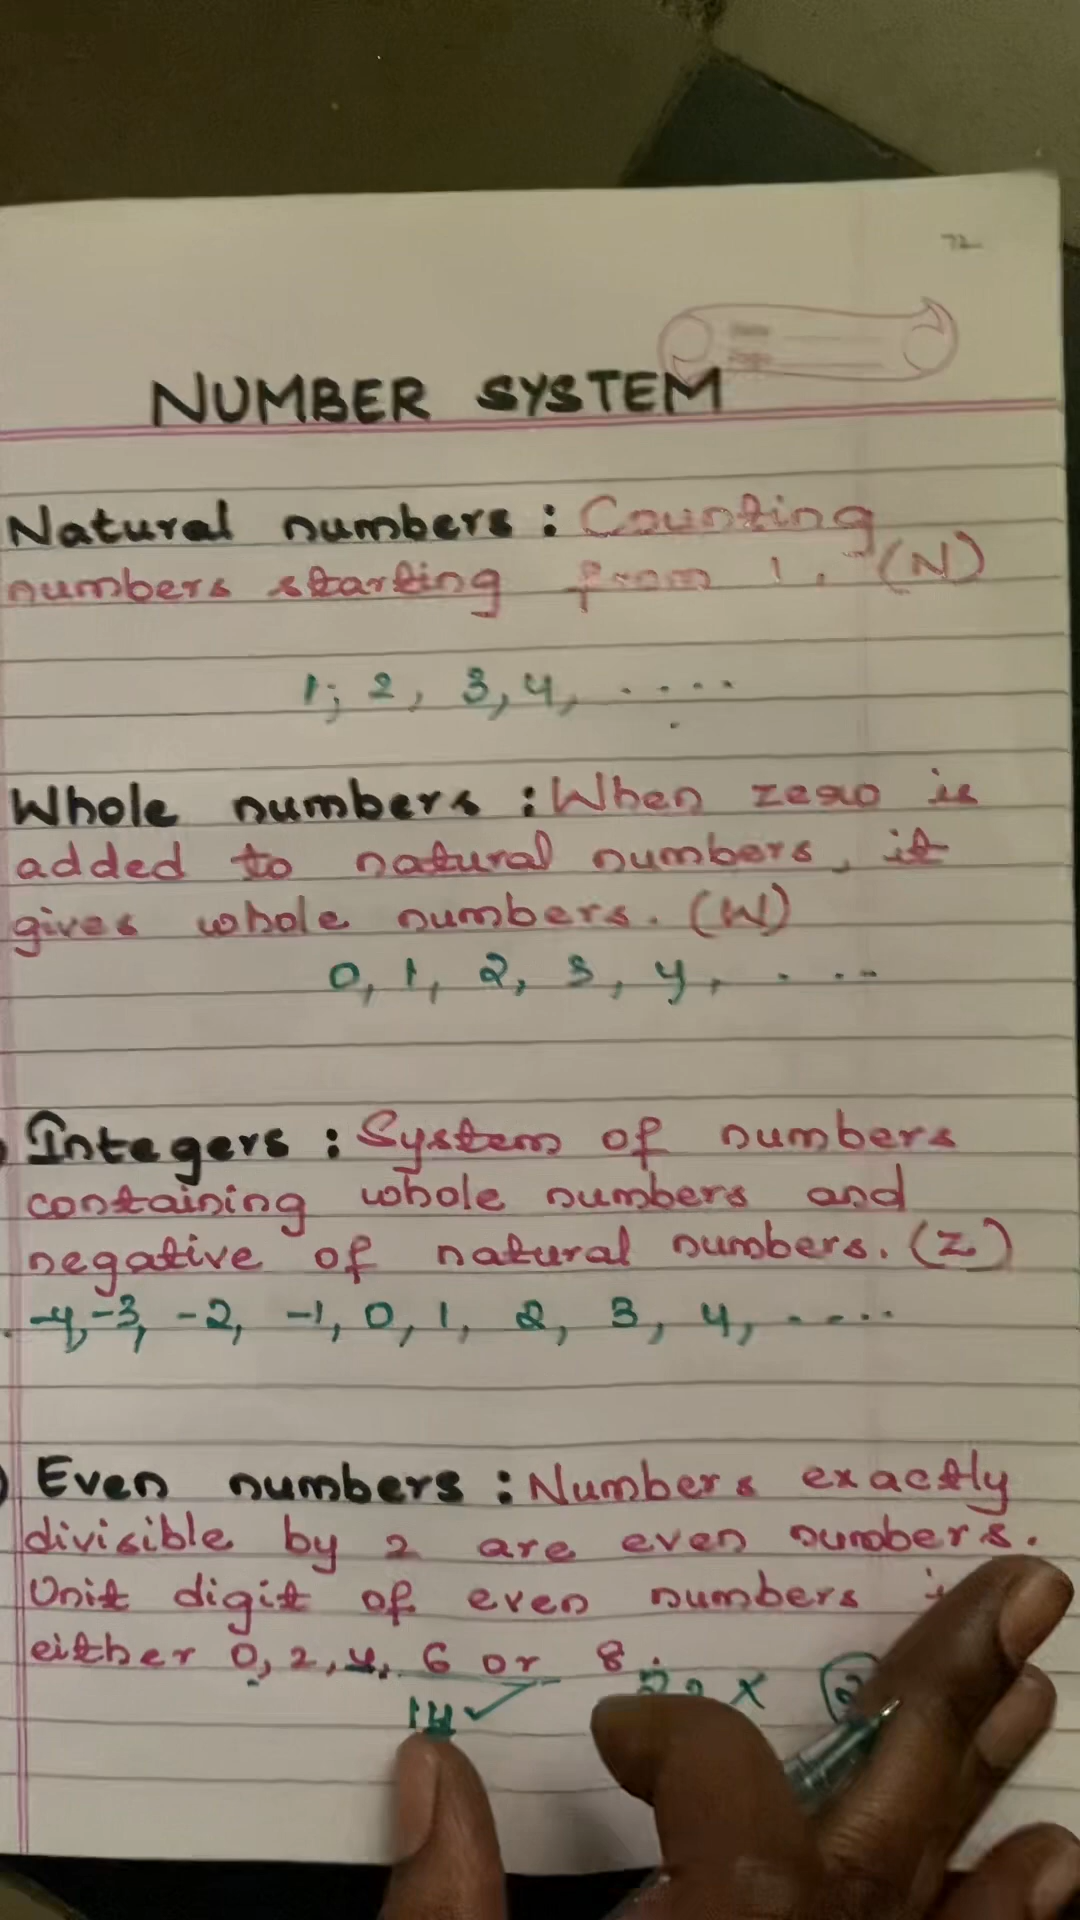 72
NUMBER SYSTEM
Natural numbers : Counting
numbers starting from 1. (N)
1, 2, 3, 4, ....
Whole numbers : When zero is
added to natural numbers, it
gives whole numbers. (W)
0, 1, 2, 3, 4, ....
Integers : System of numbers
containing whole numbers and
negative of natural numbers. (Z)
-4, -3, -2, -1, 0, 1, 2, 3, 4, ....
Even numbers : Numbers exactly
divisible by 2 are even numbers.
Unit digit of even numbers
either 0, 2, 4, 6 or 8.
14 ✓